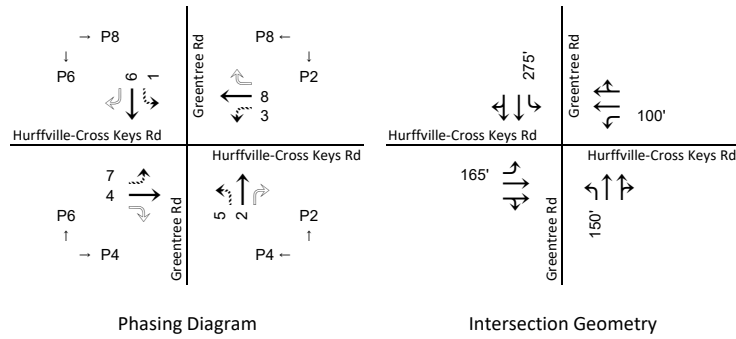 → P8
↓
P6
6
1
Greentree Rd
P8 ←
↓
P2
8
3
Hurffville-Cross Keys Rd
Hurffville-Cross Keys Rd
7
4
P6
↑
→ P4
Greentree Rd
5
2
P2
↑
P4 ←
Phasing Diagram
275'
Greentree Rd
100'
Hurffville-Cross Keys Rd
Hurffville-Cross Keys Rd
165'
Greentree Rd
150'
Intersection Geometry